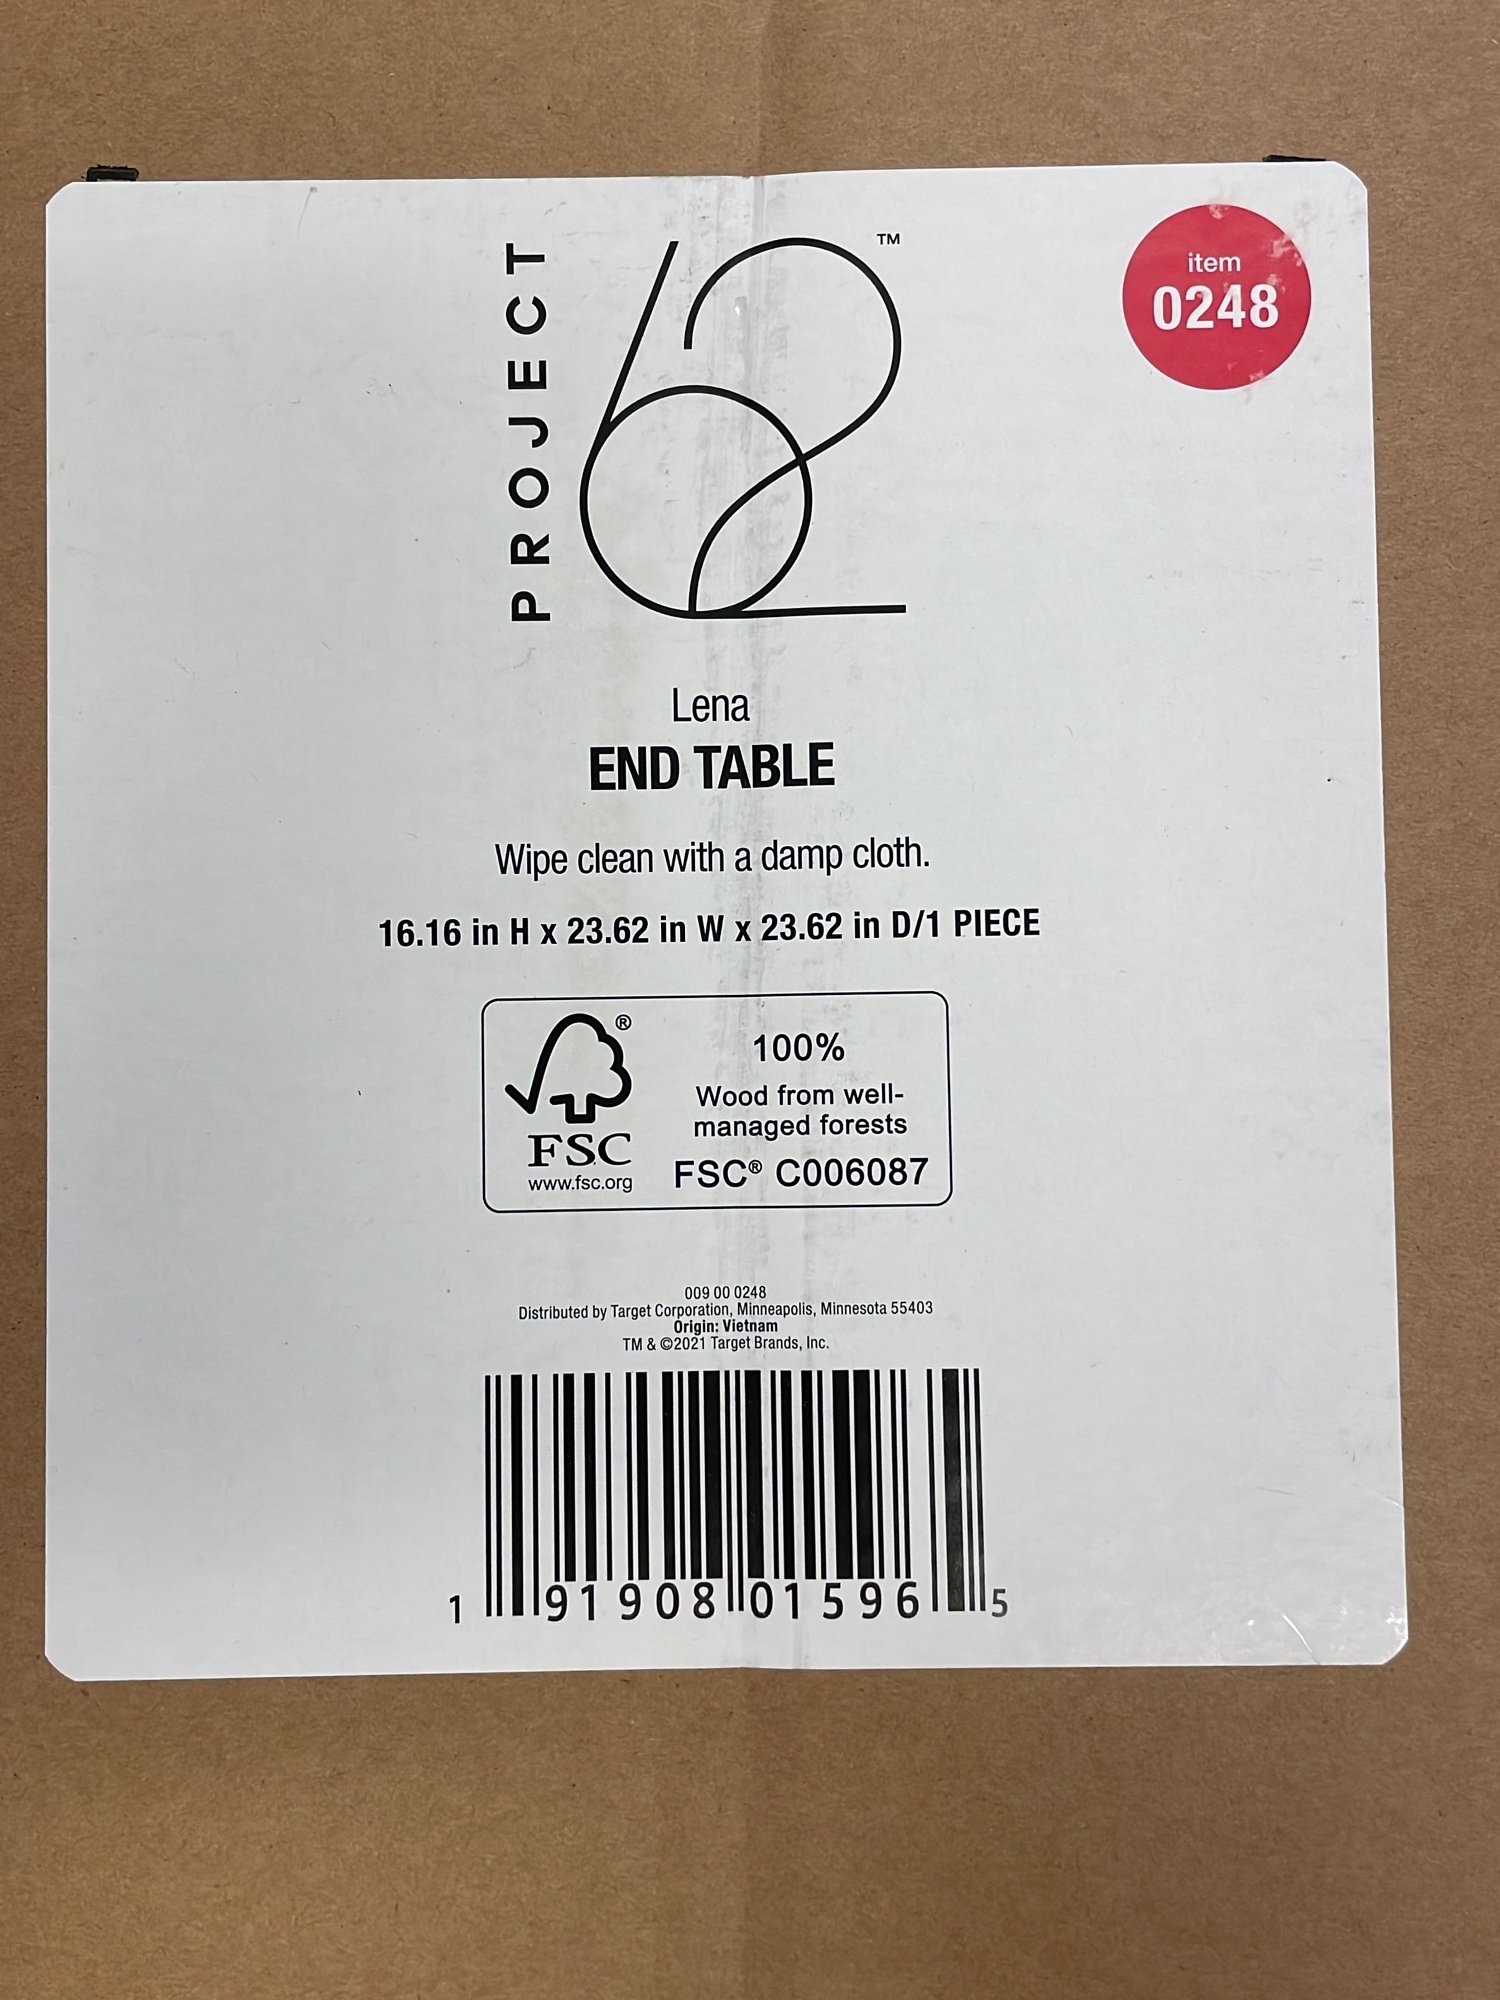 PROJECT
62 ™
item
0248
Lena
END TABLE
Wipe clean with a damp cloth.
16.16 in H x 23.62 in W x 23.62 in D/1 PIECE
®
FSC
www.fsc.org
100%
Wood from well-
managed forests
FSC® C006087
009 00 0248
Distributed by Target Corporation, Minneapolis, Minnesota 55403
Origin: Vietnam
TM & ©2021 Target Brands, Inc.
1 91908 01596 5